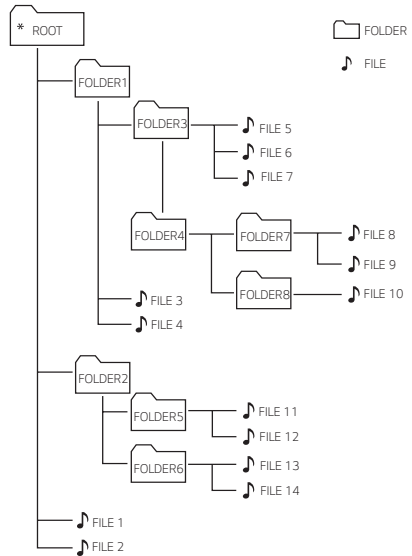 * ROOT
FOLDER
FILE
FOLDER1
FOLDER3
FILE 5
FILE 6
FILE 7
FOLDER4
FOLDER7
FILE 8
FILE 9
FOLDER8
FILE 10
FILE 3
FILE 4
FOLDER2
FOLDER5
FILE 11
FILE 12
FOLDER6
FILE 13
FILE 14
FILE 1
FILE 2